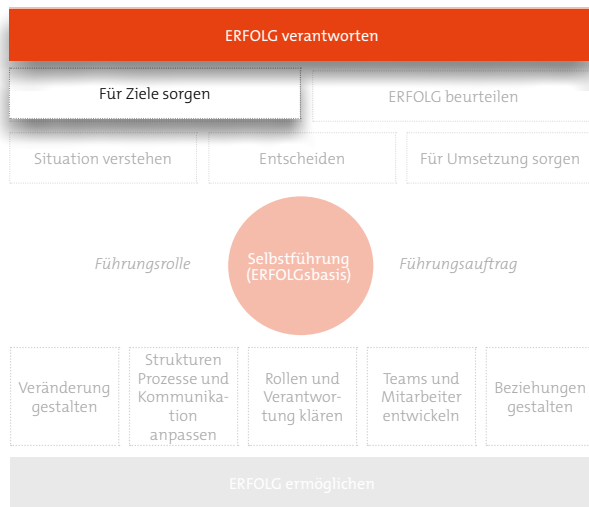 ERFOLG verantworten
Für Ziele sorgen
ERFOLG beurteilen
Situation verstehen
Entscheiden
Für Umsetzung sorgen
Führungsrolle
Selbstführung
(ERFOLGsbasis)
Führungsauftrag
Veränderung
gestalten
Strukturen
Prozesse und
Kommunika-
tion
anpassen
Rollen und
Verantwor-
tung klären
Teams und
Mitarbeiter
entwickeln
Beziehungen
gestalten
ERFOLG ermöglichen